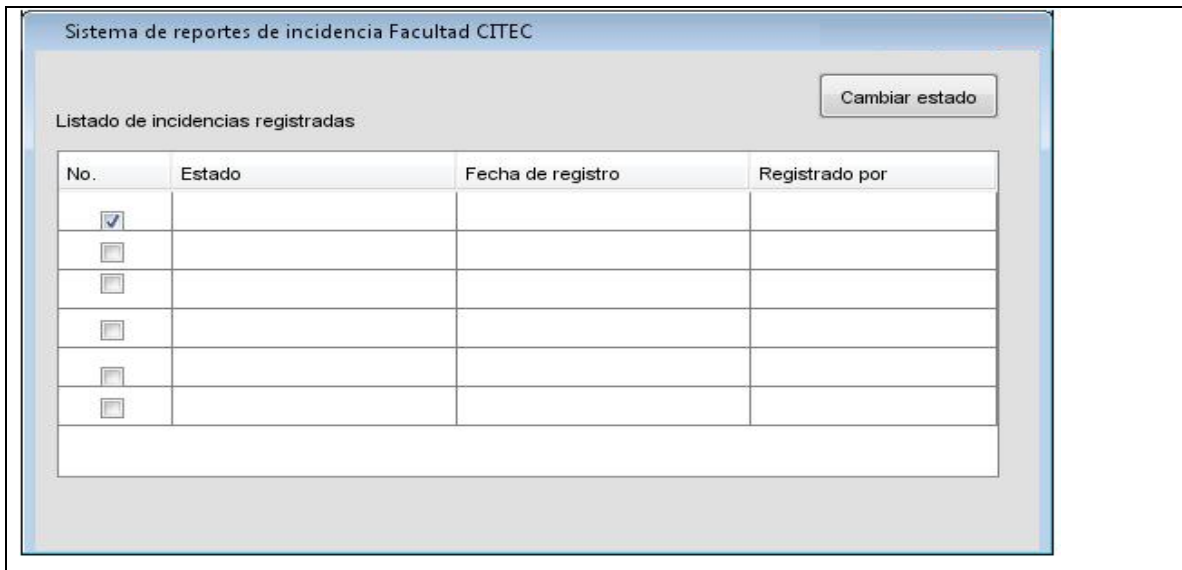 Sistema de reportes de incidencia Facultad CITEC
Cambiar estado
Listado de incidencias registradas
No. Estado Fecha de registro Registrado por